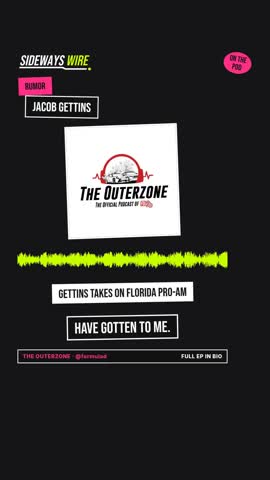 SIDEWAYS WIRE.
ON THE
POD
RUMOR
JACOB GETTINS
THE OUTERZONE
THE OFFICIAL PODCAST OF
GETTINS TAKES ON FLORIDA PRO-AM
HAVE GOTTEN TO ME.
THE OUTERZONE · @formulad
FULL EP IN BIO